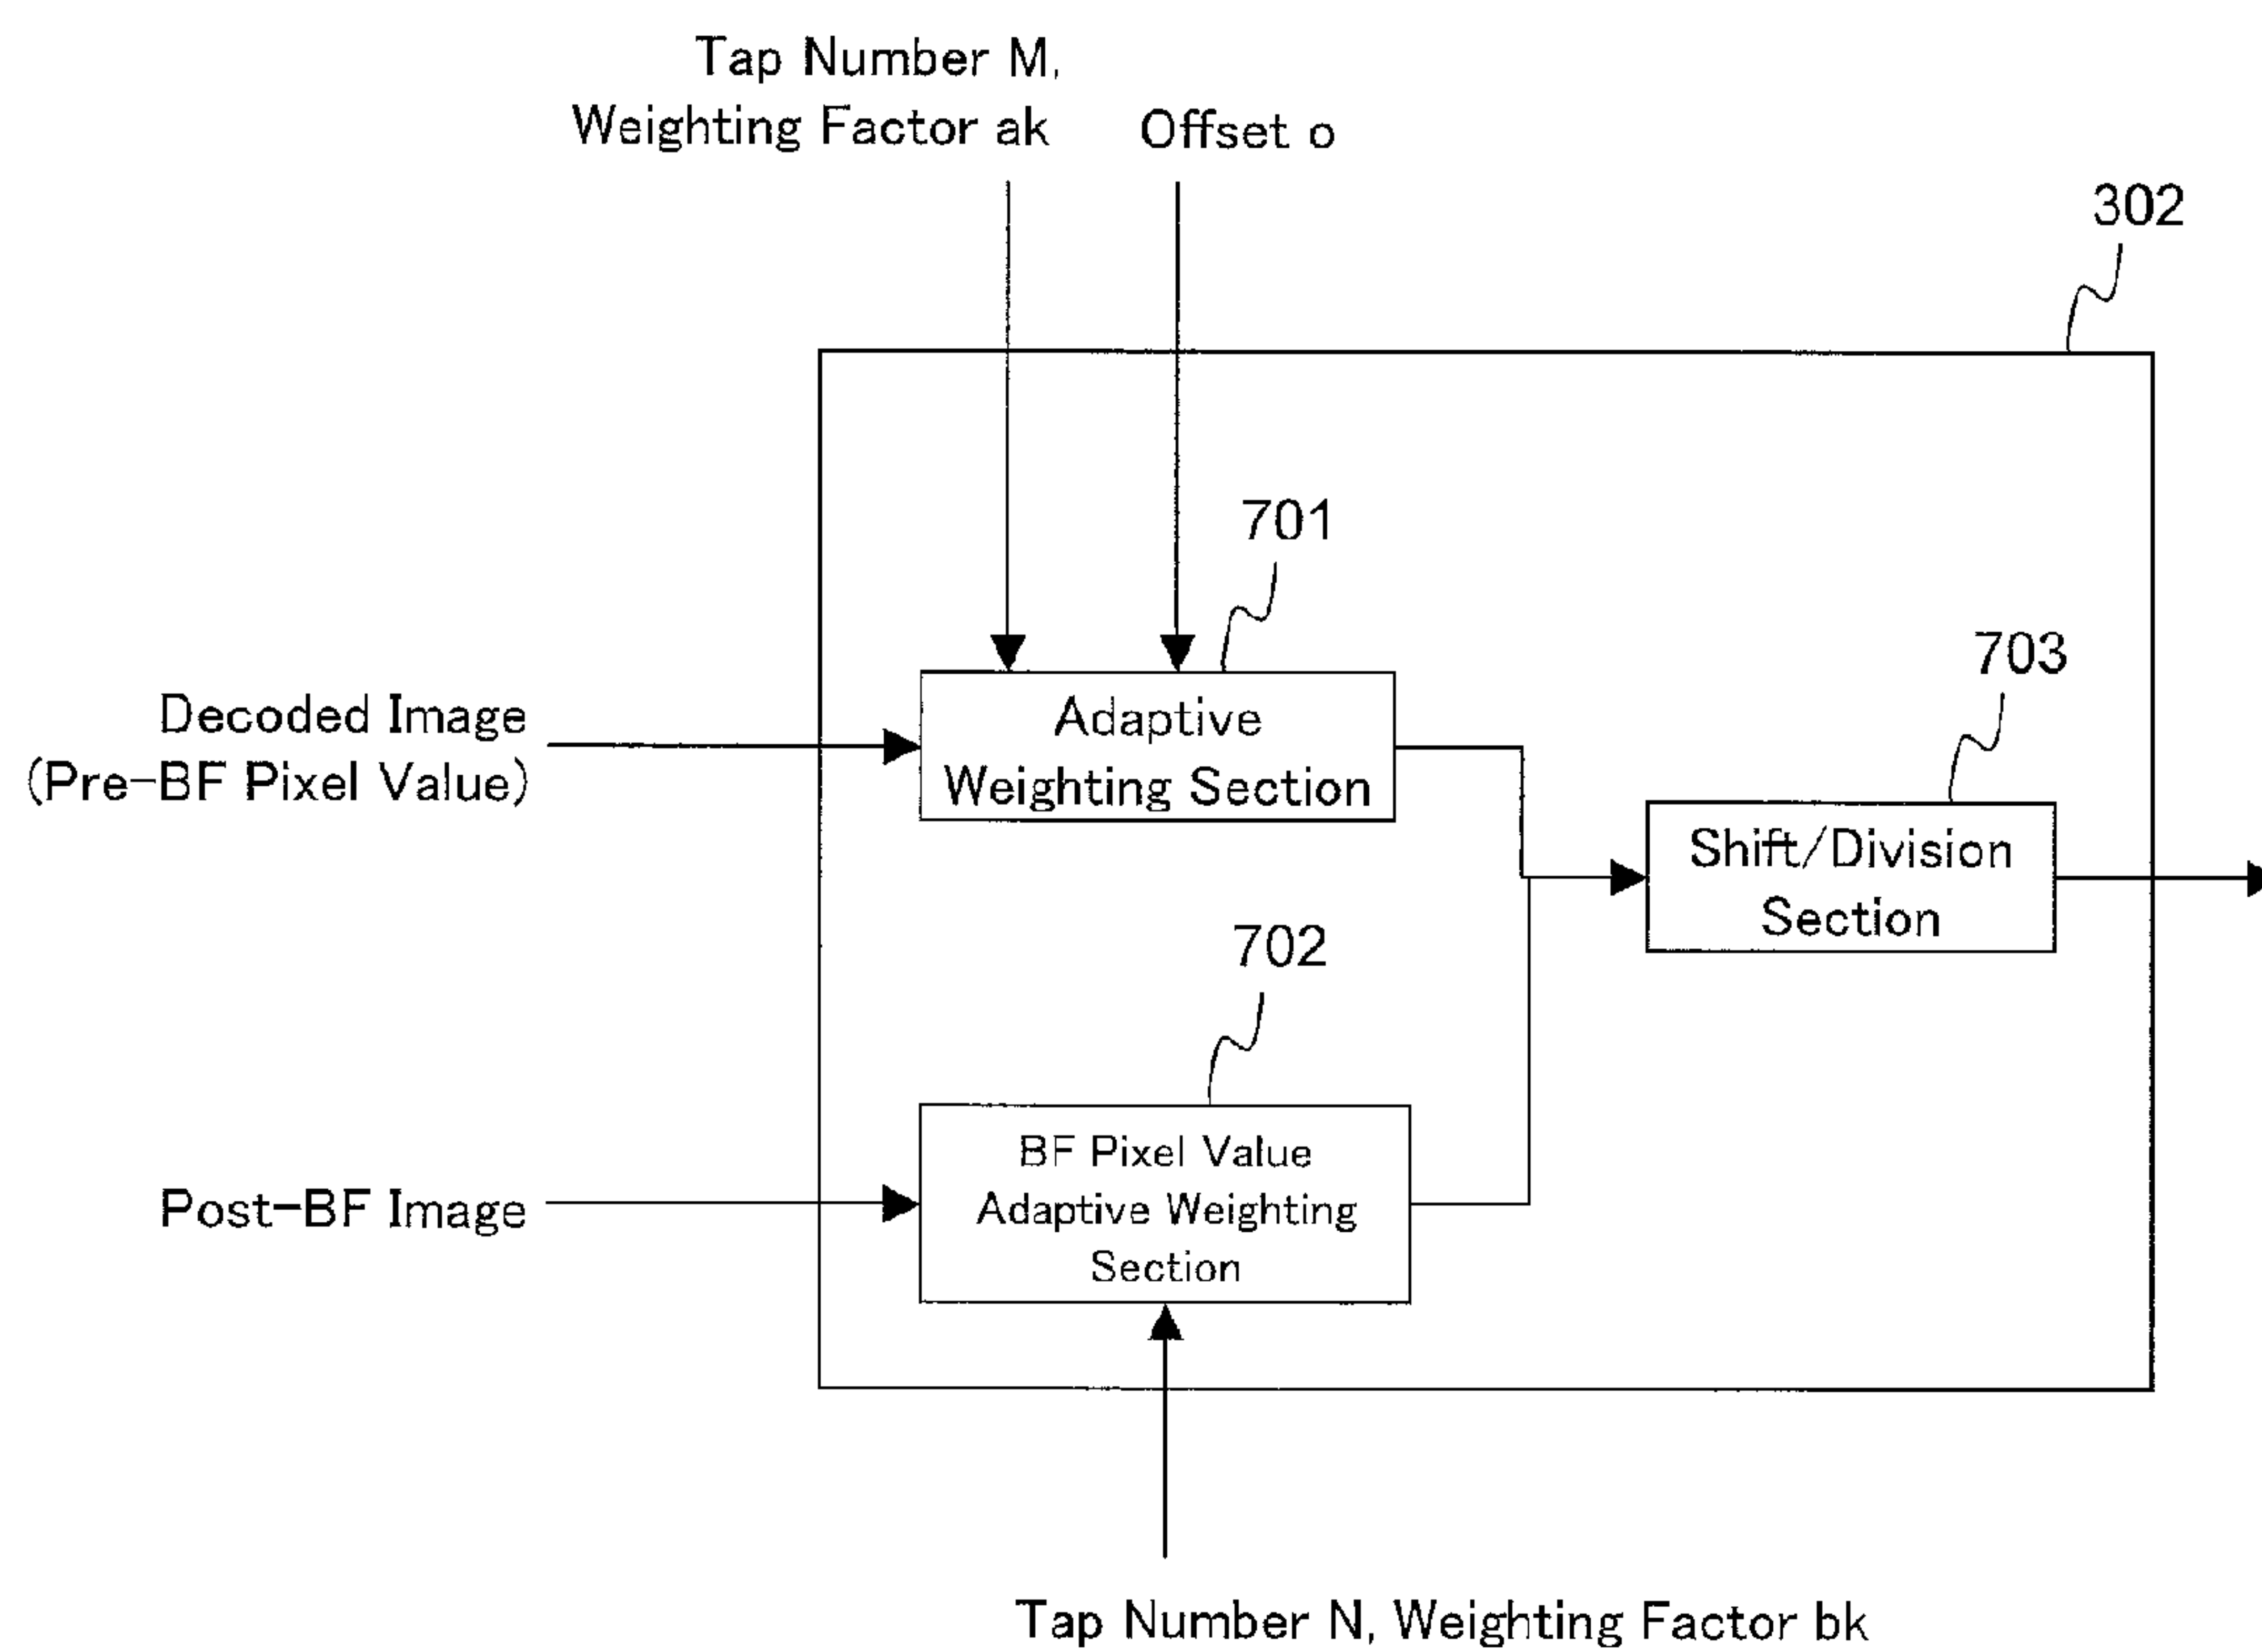 Tap Number M,
Weighting Factor ak
Offset o
302
701
703
Decoded Image
(Pre-BF Pixel Value)
Adaptive
Weighting Section
Shift/Division
Section
702
Post-BF Image
BF Pixel Value
Adaptive Weighting
Section
Tap Number N, Weighting Factor bk